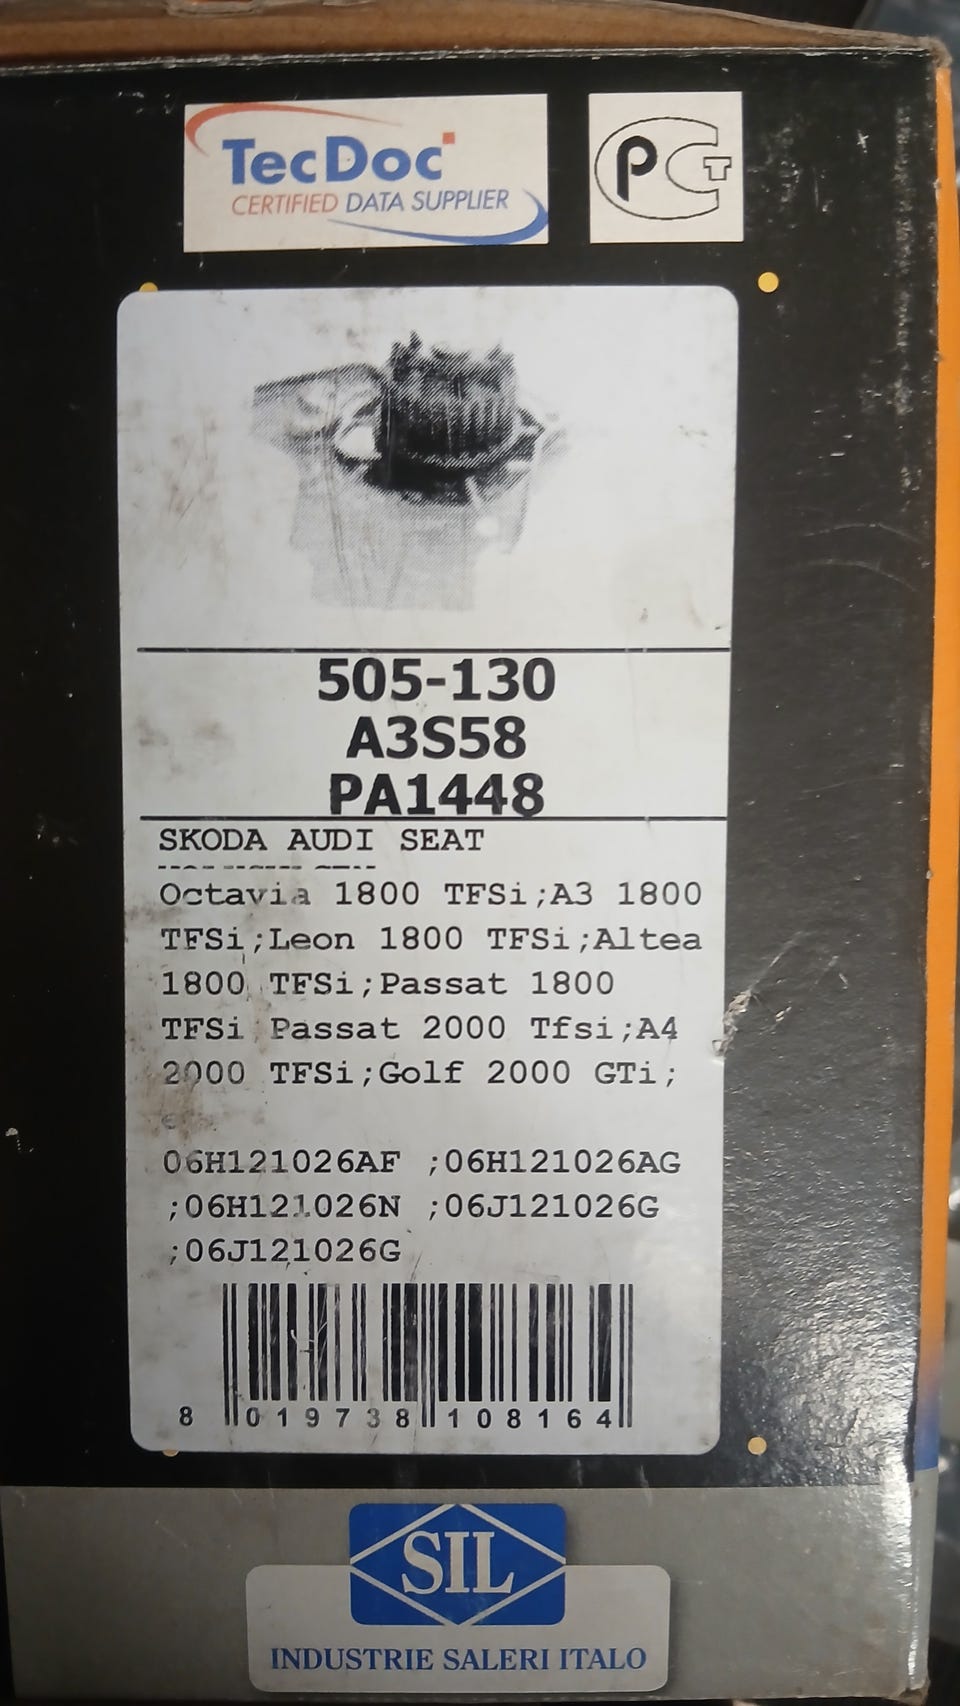 TecDoc
CERTIFIED DATA SUPPLIER
PCT
505-130
A3S58
PA1448
SKODA AUDI SEAT
Octavia 1800 TFSi;A3 1800
TFSi;Leon 1800 TFSi;Altea
1800 TFSi;Passat 1800
TFSi Passat 2000 Tfsi;A4
2000 TFSi;Golf 2000 GTi;
06H121026AF ;06H121026AG
;06H121026N ;06J121026G
;06J121026G
8 019738 108164
SIL
INDUSTRIE SALERI ITALO